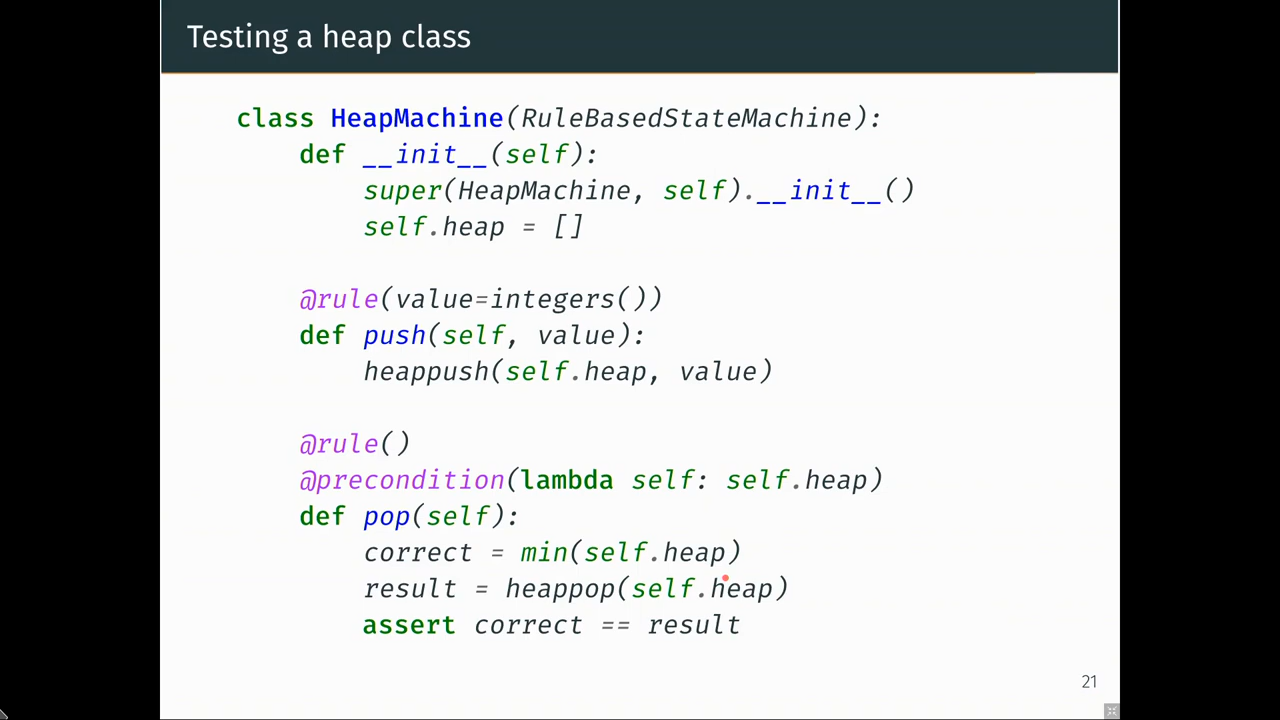 Testing a heap class
class HeapMachine(RuleBasedStateMachine):
    def __init__(self):
        super(HeapMachine, self).__init__()
        self.heap = []
    @rule(value=integers())
    def push(self, value):
        heappush(self.heap, value)
    @rule()
    @precondition(lambda self: self.heap)
    def pop(self):
        correct = min(self.heap)
        result = heappop(self.heap)
        assert correct == result
21